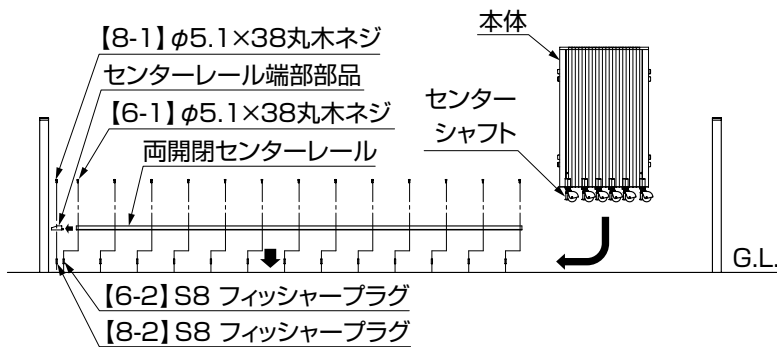 【8-1】φ5.1×38丸木ネジ
センターレール端部部品
【6-1】φ5.1×38丸木ネジ
両開閉センターレール
本体
センター
シャフト
G.L.
【6-2】S8 フィッシャープラグ
【8-2】S8 フィッシャープラグ